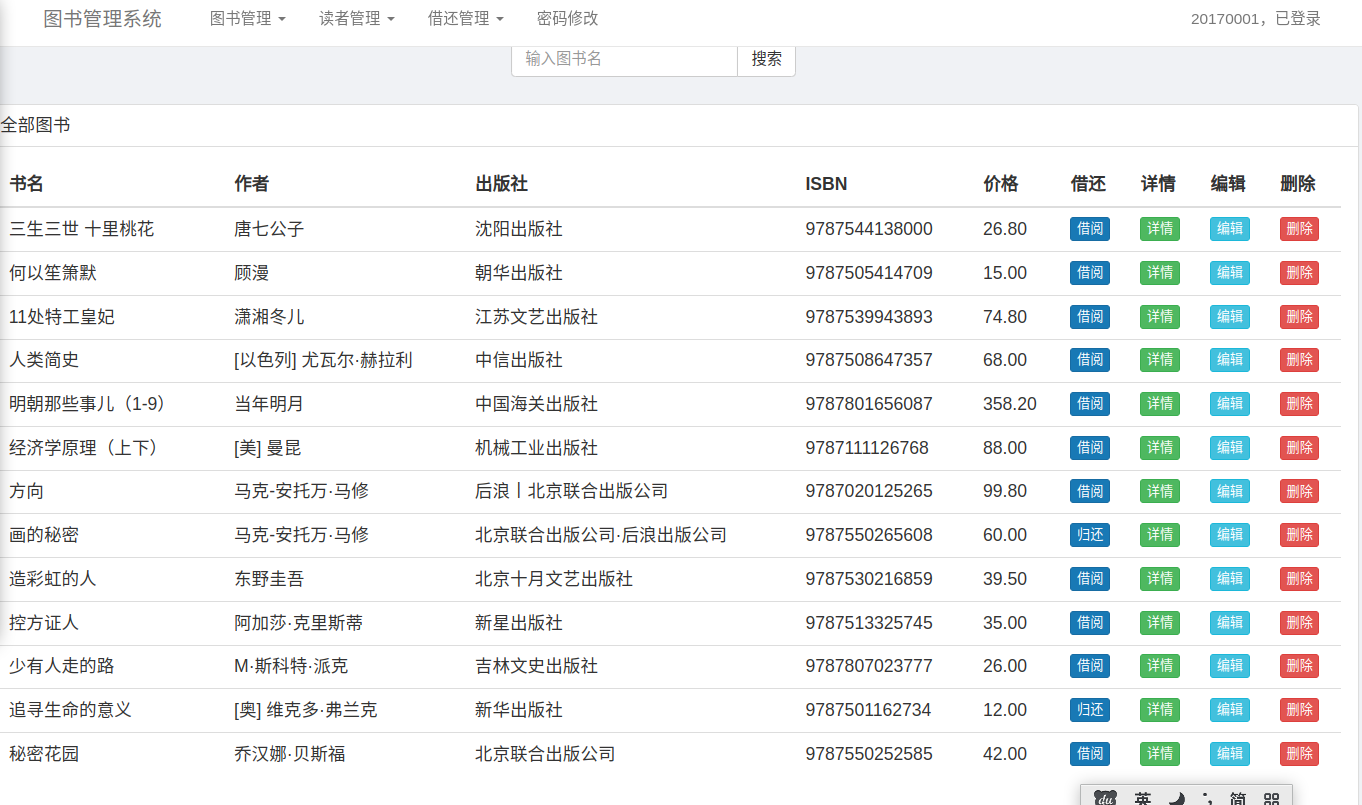 图书管理系统 图书管理 读者管理 借还管理 密码修改 20170001，已登录
输入图书名 搜索
全部图书
书名 作者 出版社 ISBN 价格 借还 详情 编辑 删除
三生三世 十里桃花 唐七公子 沈阳出版社 9787544138000 26.80 借阅 详情 编辑 删除
何以笙箫默 顾漫 朝华出版社 9787505414709 15.00 借阅 详情 编辑 删除
11处特工皇妃 潇湘冬儿 江苏文艺出版社 9787539943893 74.80 借阅 详情 编辑 删除
人类简史 [以色列] 尤瓦尔·赫拉利 中信出版社 9787508647357 68.00 借阅 详情 编辑 删除
明朝那些事儿（1-9） 当年明月 中国海关出版社 9787801656087 358.20 借阅 详情 编辑 删除
经济学原理（上下） [美] 曼昆 机械工业出版社 9787111126768 88.00 借阅 详情 编辑 删除
方向 马克-安托万·马修 后浪丨北京联合出版公司 9787020125265 99.80 借阅 详情 编辑 删除
画的秘密 马克-安托万·马修 北京联合出版公司·后浪出版公司 9787550265608 60.00 归还 详情 编辑 删除
造彩虹的人 东野圭吾 北京十月文艺出版社 9787530216859 39.50 借阅 详情 编辑 删除
控方证人 阿加莎·克里斯蒂 新星出版社 9787513325745 35.00 借阅 详情 编辑 删除
少有人走的路 M·斯科特·派克 吉林文史出版社 9787807023777 26.00 借阅 详情 编辑 删除
追寻生命的意义 [奥] 维克多·弗兰克 新华出版社 9787501162734 12.00 归还 详情 编辑 删除
秘密花园 乔汉娜·贝斯福 北京联合出版公司 9787550252585 42.00 借阅 详情 编辑 删除
du 英 简